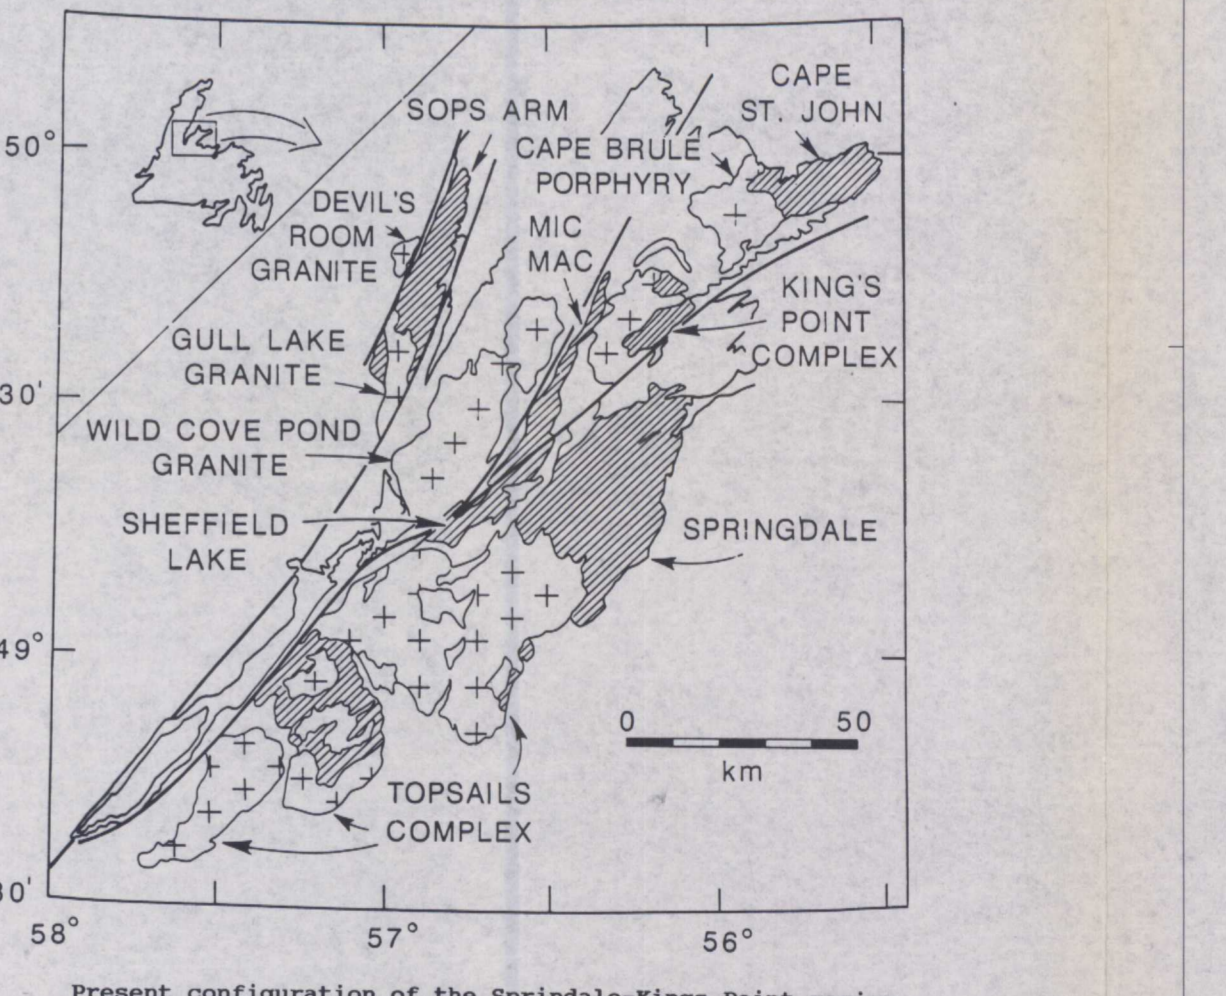 CAPE
ST. JOHN
SOPS ARM
50°
CAPE BRULE
PORPHYRY
DEVIL'S
ROOM
GRANITE
MIC
MAC
KING'S
POINT
COMPLEX
GULL LAKE
GRANITE
30'
WILD COVE POND
GRANITE
SHEFFIELD
LAKE
SPRINGDALE
49°
0 50
km
TOPSAILS
COMPLEX
30'
58° 57° 56°
Present configuration of the Springdale-Kings Point